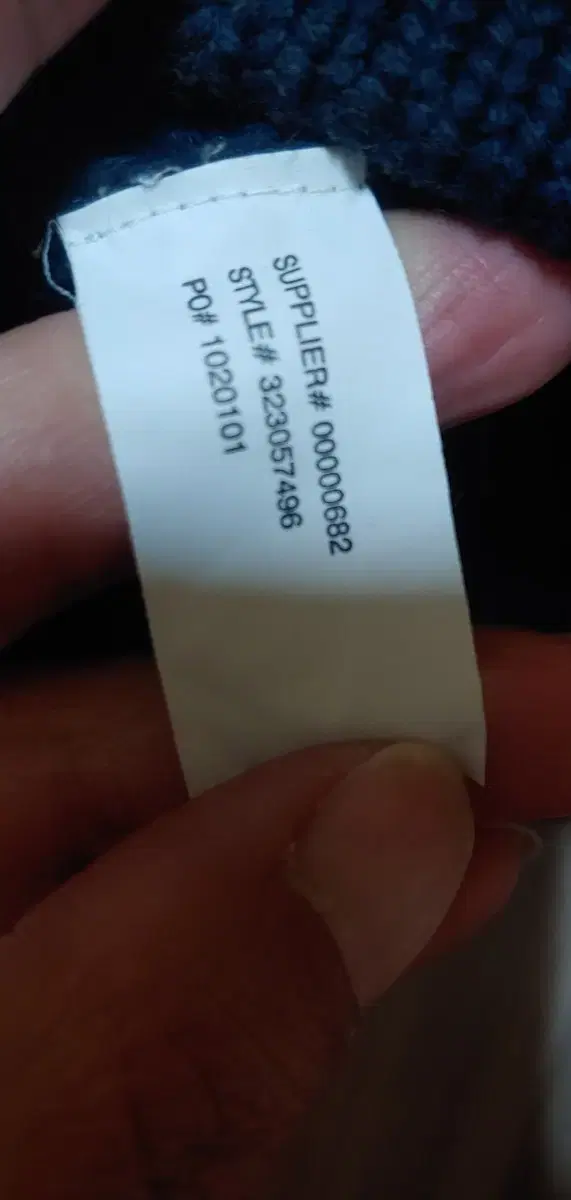 SUPPLIER# 00000682
STYLE# 323057496
PO# 1020101